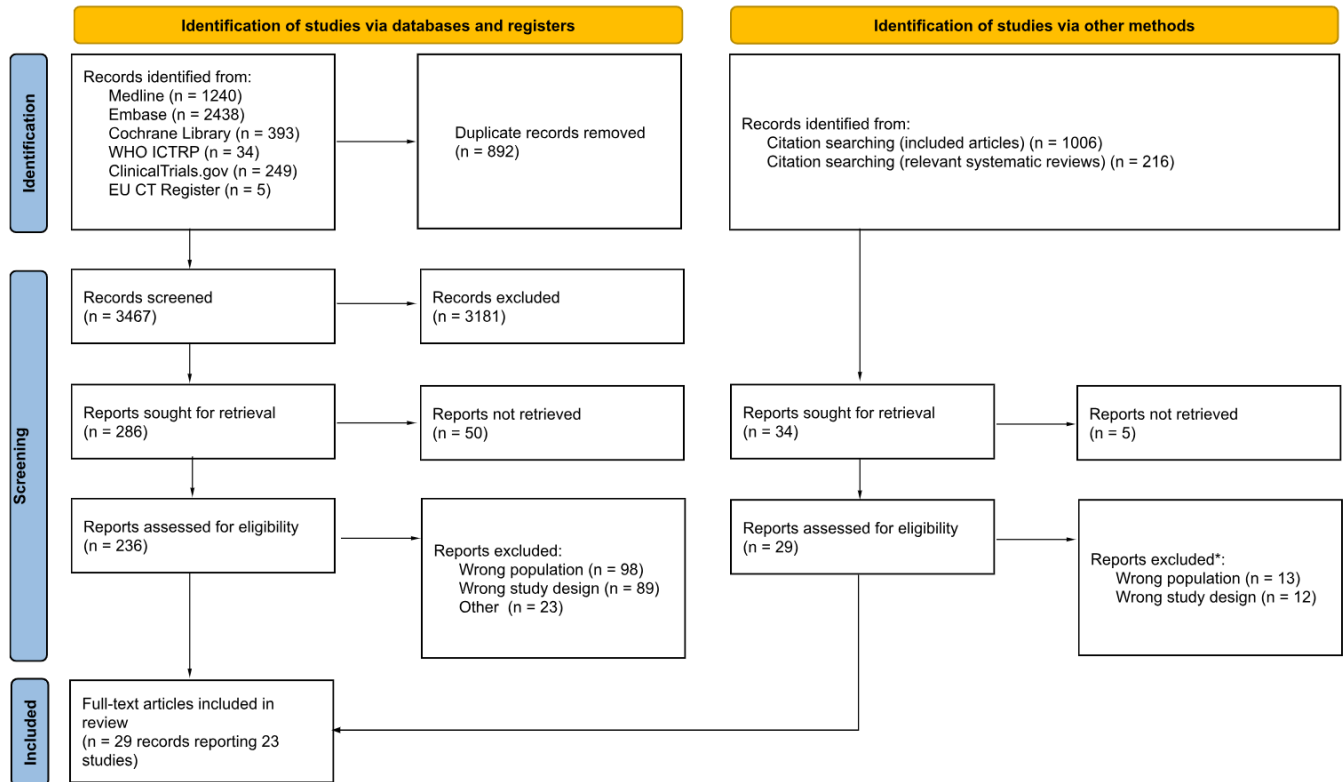 Identification of studies via databases and registers
Identification of studies via other methods
Identification
Records identified from:
Medline (n = 1240)
Embase (n = 2438)
Cochrane Library (n = 393)
WHO ICTRP (n = 34)
ClinicalTrials.gov (n = 249)
EU CT Register (n = 5)
Duplicate records removed
(n = 892)
Records identified from:
Citation searching (included articles) (n = 1006)
Citation searching (relevant systematic reviews) (n = 216)
Screening
Records screened
(n = 3467)
Records excluded
(n = 3181)
Reports sought for retrieval
(n = 286)
Reports not retrieved
(n = 50)
Reports sought for retrieval
(n = 34)
Reports not retrieved
(n = 5)
Reports assessed for eligibility
(n = 236)
Reports excluded:
Wrong population (n = 98)
Wrong study design (n = 89)
Other (n = 23)
Reports assessed for eligibility
(n = 29)
Reports excluded*:
Wrong population (n = 13)
Wrong study design (n = 12)
Included
Full-text articles included in
review
(n = 29 records reporting 23
studies)